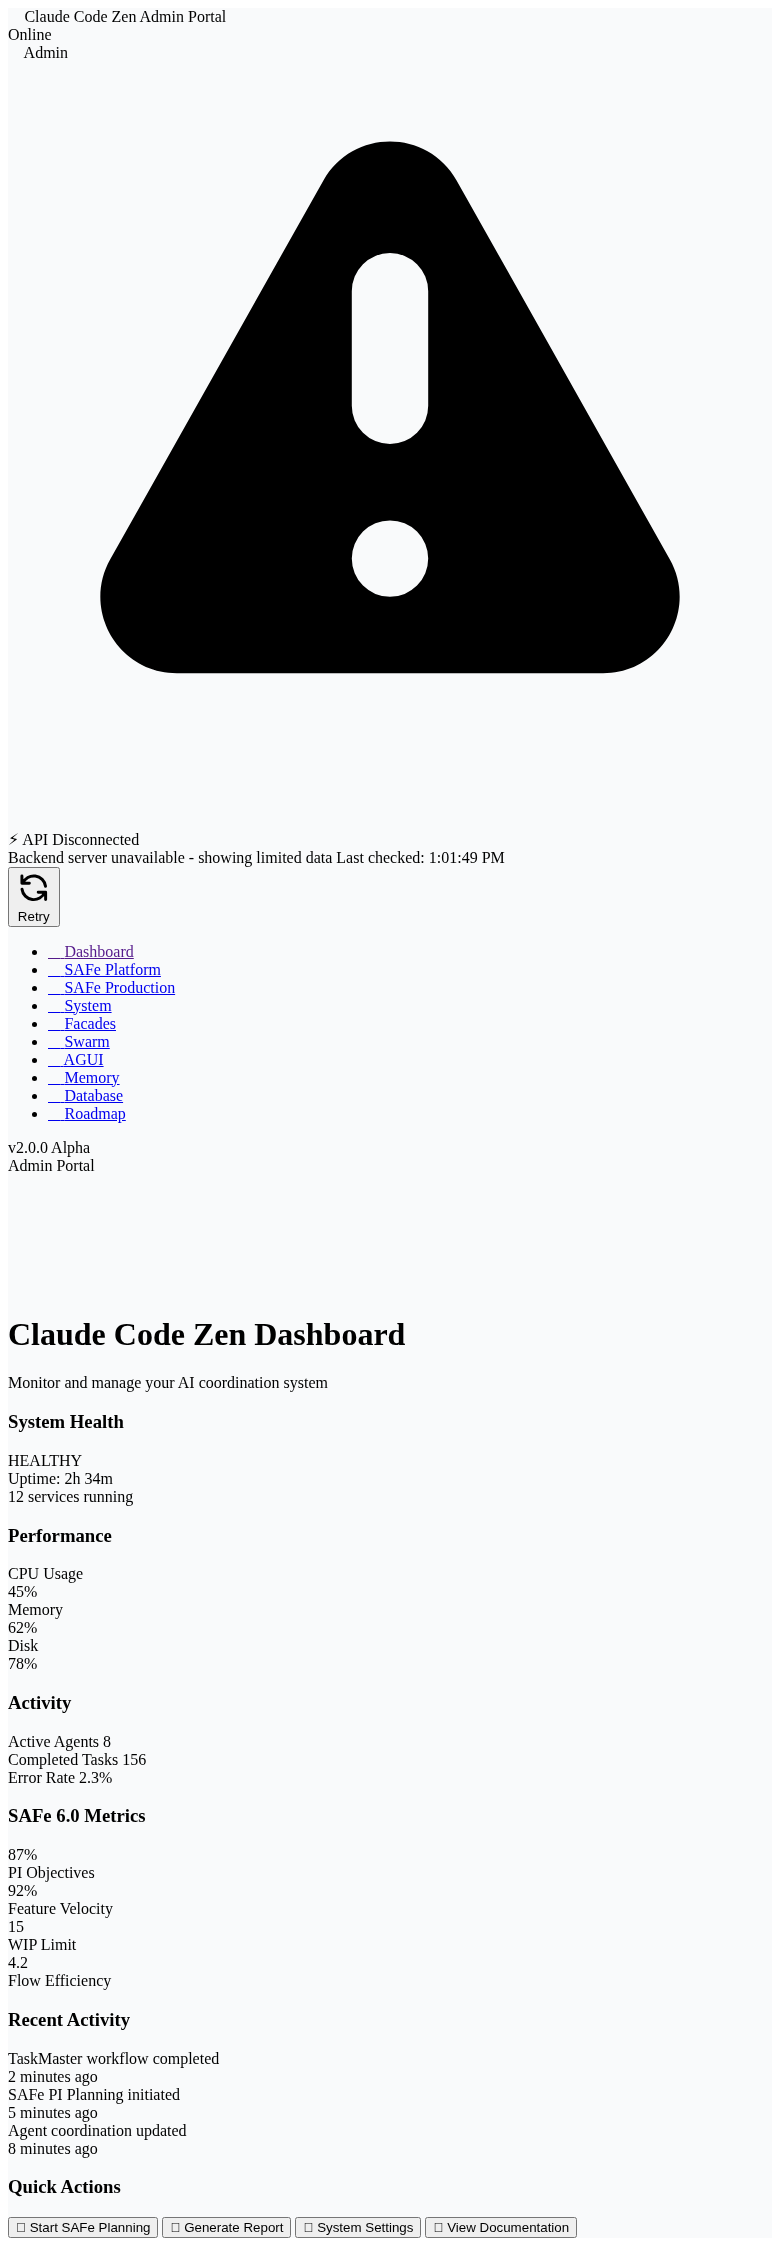 Claude Code Zen Admin Portal
Online
Admin
⚡ API Disconnected
Backend server unavailable - showing limited data Last checked: 1:01:49 PM
Retry
Dashboard
SAFe Platform
SAFe Production
System
Facades
Swarm
AGUI
Memory
Database
Roadmap
v2.0.0 Alpha
Admin Portal
Claude Code Zen Dashboard
Monitor and manage your AI coordination system
System Health
HEALTHY
Uptime: 2h 34m
12 services running
Performance
CPU Usage
45%
Memory
62%
Disk
78%
Activity
Active Agents 8
Completed Tasks 156
Error Rate 2.3%
SAFe 6.0 Metrics
87%
PI Objectives
92%
Feature Velocity
15
WIP Limit
4.2
Flow Efficiency
Recent Activity
TaskMaster workflow completed
2 minutes ago
SAFe PI Planning initiated
5 minutes ago
Agent coordination updated
8 minutes ago
Quick Actions
Start SAFe Planning Generate Report System Settings View Documentation